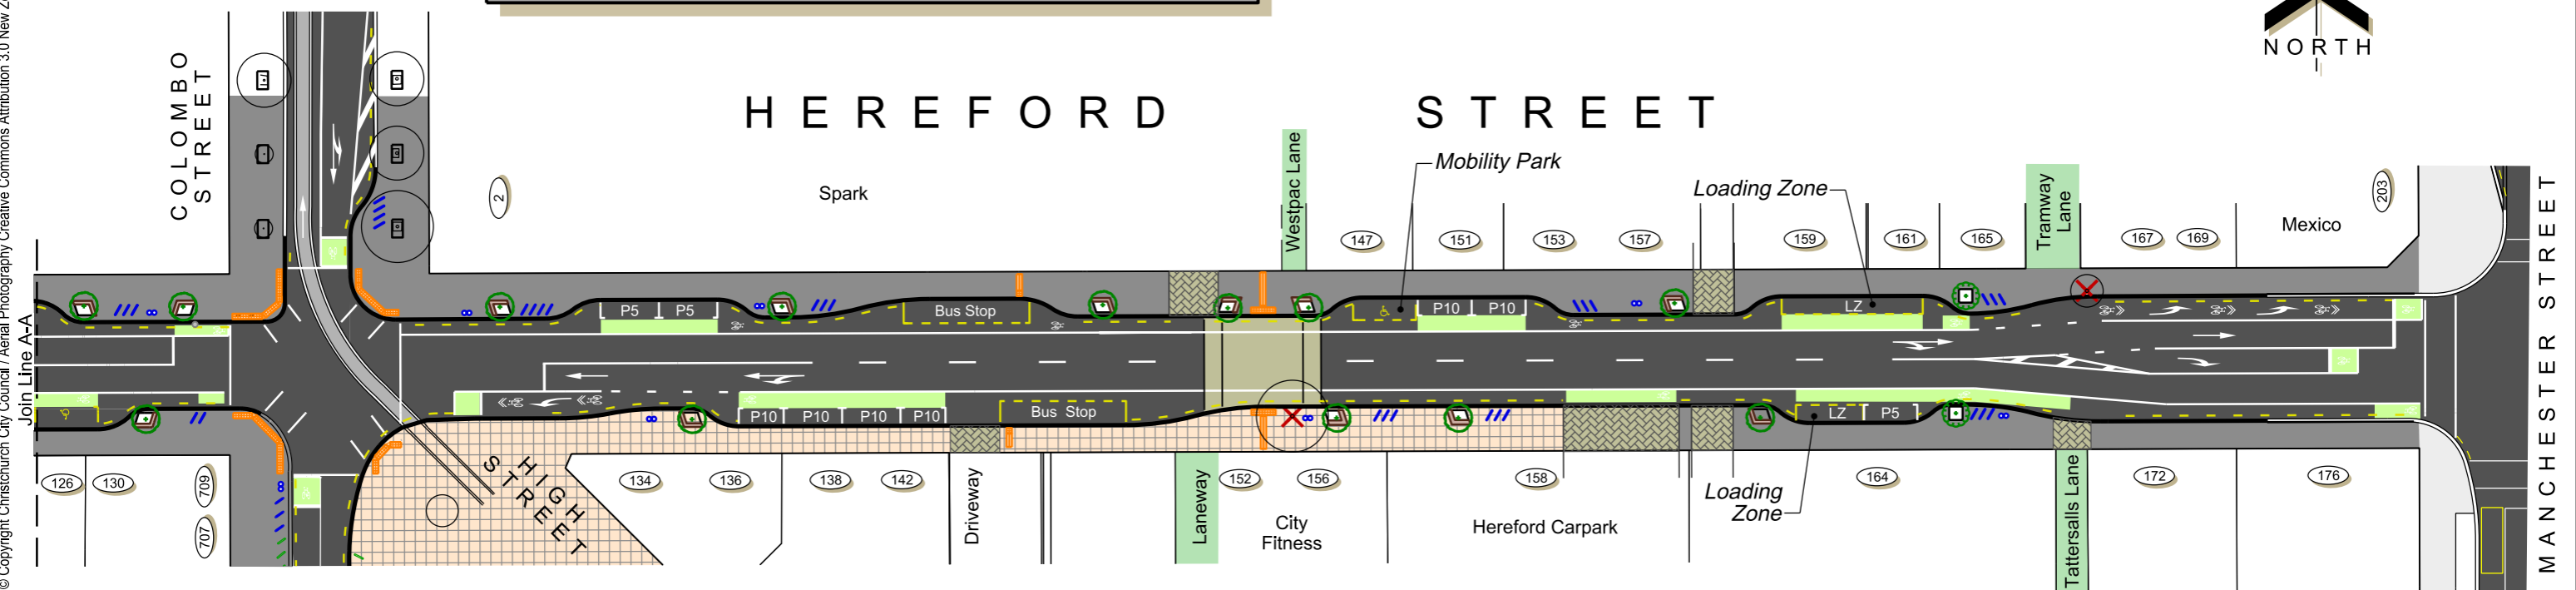 © Copyright Christchurch City Council / Aerial Photography Creative Commons Attribution 3.0 New
Join Line A-A
NORTH
COLOMBO
STREET
HEREFORD STREET
2
Spark
Westpac Lane
Mobility Park
Loading Zone
Tramway
Lane
203
Mexico
147
151
153
157
159
161
165
167
169
P5
P5
Bus Stop
P10
P10
LZ
P10
P10
P10
P10
Bus Stop
LZ
P5
MANCHESTER STREET
HIGH
STREET
126
130
709
707
134
136
138
142
Driveway
Laneway
152
156
City
Fitness
158
Hereford Carpark
Loading
Zone
164
Tattersalls Lane
172
176